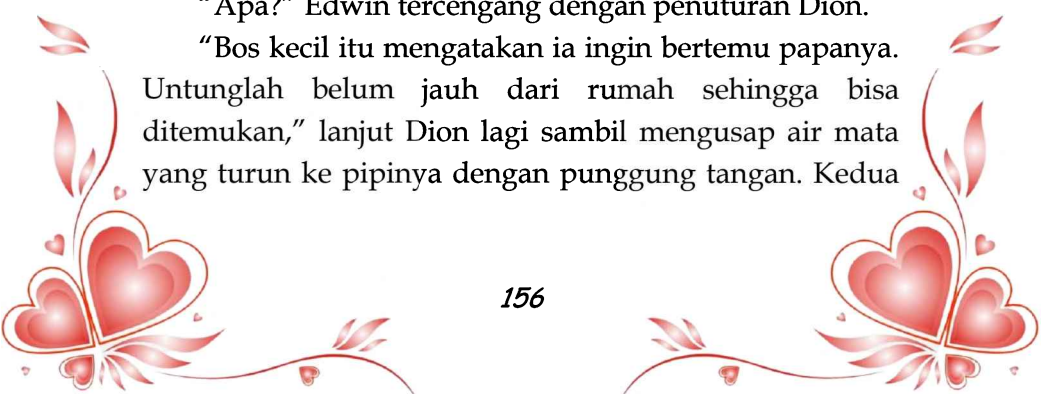 “Apa?” Edwin tercengang dengan penuturan Dion.
“Bos kecil itu mengatakan ia ingin bertemu papanya.
Untunglah belum jauh dari rumah sehingga bisa
ditemukan,” lanjut Dion lagi sambil mengusap air mata
yang turun ke pipinya dengan punggung tangan. Kedua
156